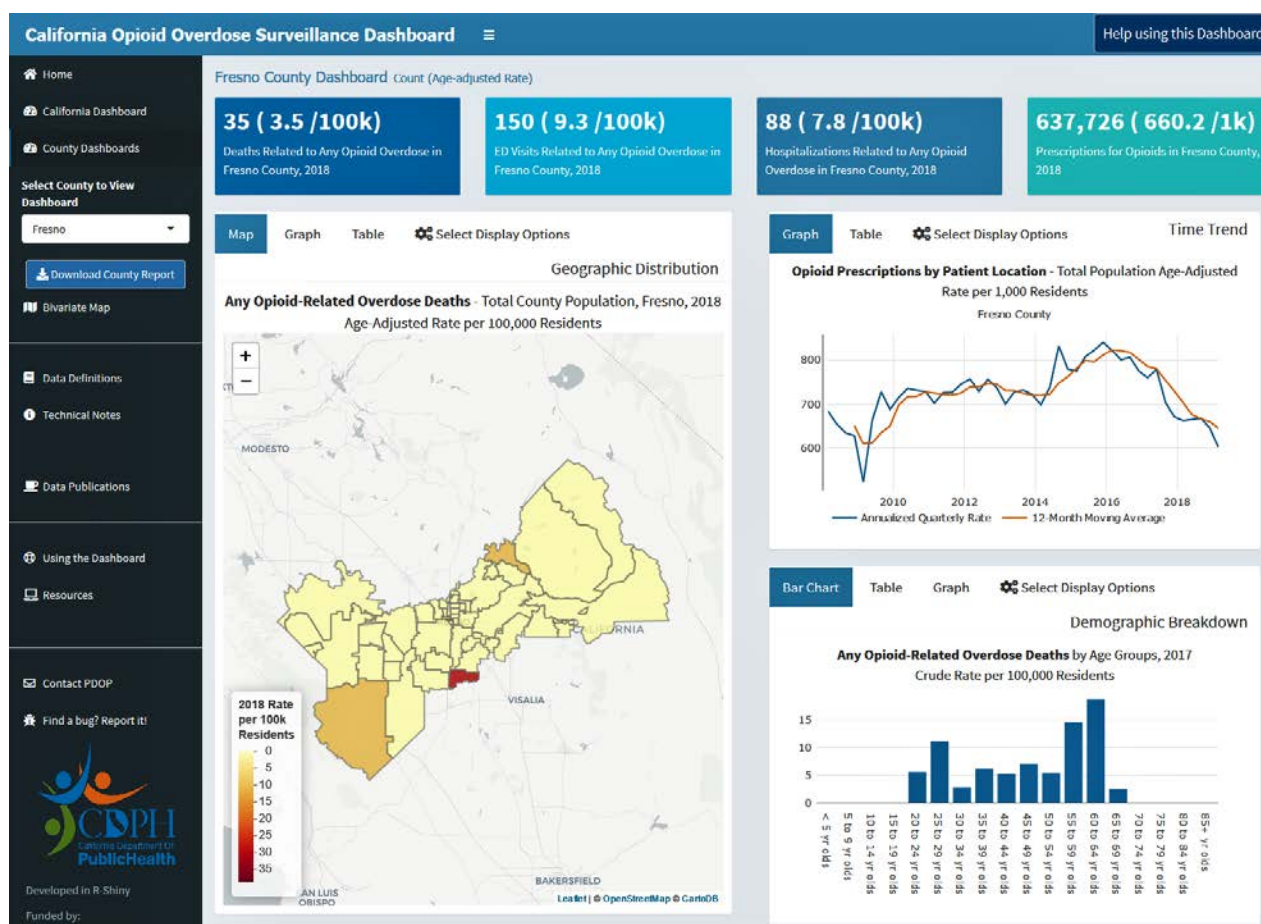 California Opioid Overdose Surveillance Dashboard
Help using this Dashboard
Home
California Dashboard
County Dashboards
Select County to View
Dashboard
Fresno
Download County Report
Bivariate Map
Data Definitions
Technical Notes
Data Publications
Using the Dashboard
Resources
Contact PDOP
Find a bug? Report it!
CDPH
California Department Of
PublicHealth
Developed in R-Shiny
Funded by:
Fresno County Dashboard Count (Age-adjusted Rate)
35 ( 3.5 /100k)
Deaths Related to Any Opioid Overdose in
Fresno County, 2018
150 ( 9.3 /100k)
ED Visits Related to Any Opioid Overdose in
Fresno County, 2018
88 ( 7.8 /100k)
Hospitalizations Related to Any Opioid
Overdose in Fresno County, 2018
637,726 ( 660.2 /1k)
Prescriptions for Opioids in Fresno County,
2018
Map Graph Table Select Display Options
Geographic Distribution
Any Opioid-Related Overdose Deaths - Total County Population, Fresno, 2018
Age-Adjusted Rate per 100,000 Residents
+
−
MODESTO
CALIFORNIA
VISALIA
BAKERSFIELD
AN LUIS
OBISPO
2018 Rate
per 100k
Residents
0
5
10
15
20
25
30
35
Leaflet | © OpenStreetMap © CartoDB
Graph Table Select Display Options
Time Trend
Opioid Prescriptions by Patient Location - Total Population Age-Adjusted
Rate per 1,000 Residents
Fresno County
800
700
600
2010 2012 2014 2016 2018
Annualized Quarterly Rate 12-Month Moving Average
Bar Chart Table Graph Select Display Options
Demographic Breakdown
Any Opioid-Related Overdose Deaths by Age Groups, 2017
Crude Rate per 100,000 Residents
15
10
5
0
< 5 yr olds
5 to 9 yr olds
10 to 14 yr olds
15 to 19 yr olds
20 to 24 yr olds
25 to 29 yr olds
30 to 34 yr olds
35 to 39 yr olds
40 to 44 yr olds
45 to 49 yr olds
50 to 54 yr olds
55 to 59 yr olds
60 to 64 yr olds
65 to 69 yr olds
70 to 74 yr olds
75 to 79 yr olds
80 to 84 yr olds
85+ yr olds